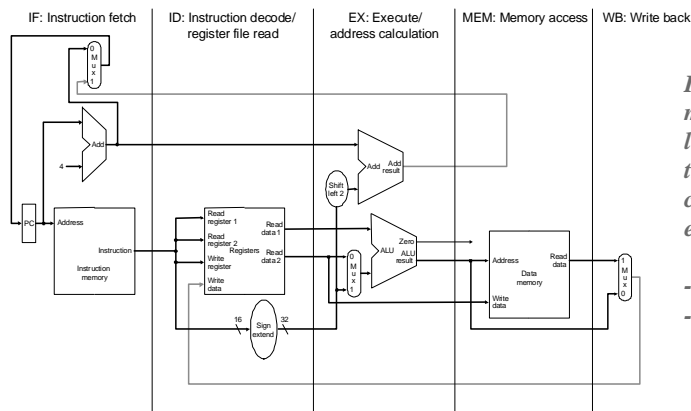 IF: Instruction fetch
ID: Instruction decode/
register file read
EX: Execute/
address calculation
MEM: Memory access
WB: Write back
0
M
u
x
1
4
Add
Add
Add
result
Shift
left 2
PC
Address
Instruction
Instruction
memory
Read
register 1
Read
register 2
Registers
Write
register
Write
data
Read
data 1
Read
data 2
0
M
u
x
1
Zero
ALU
ALU
result
Address
Data
memory
Read
data
Write
data
1
M
u
x
0
16
32
Sign
extend
-
-